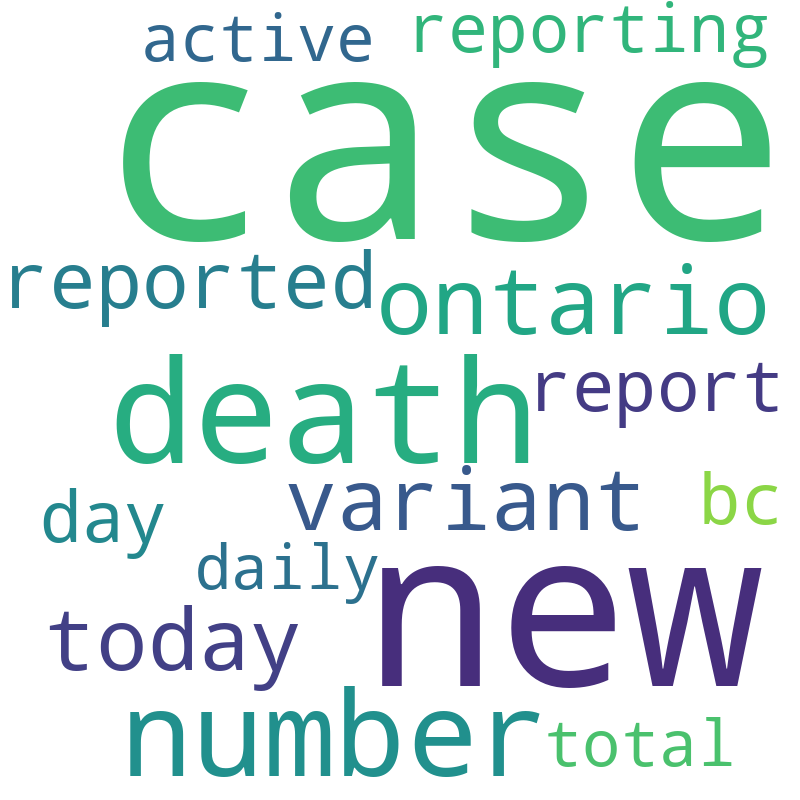 active reporting
case
reported ontario
death report
variant bc
day
daily new
today
number total